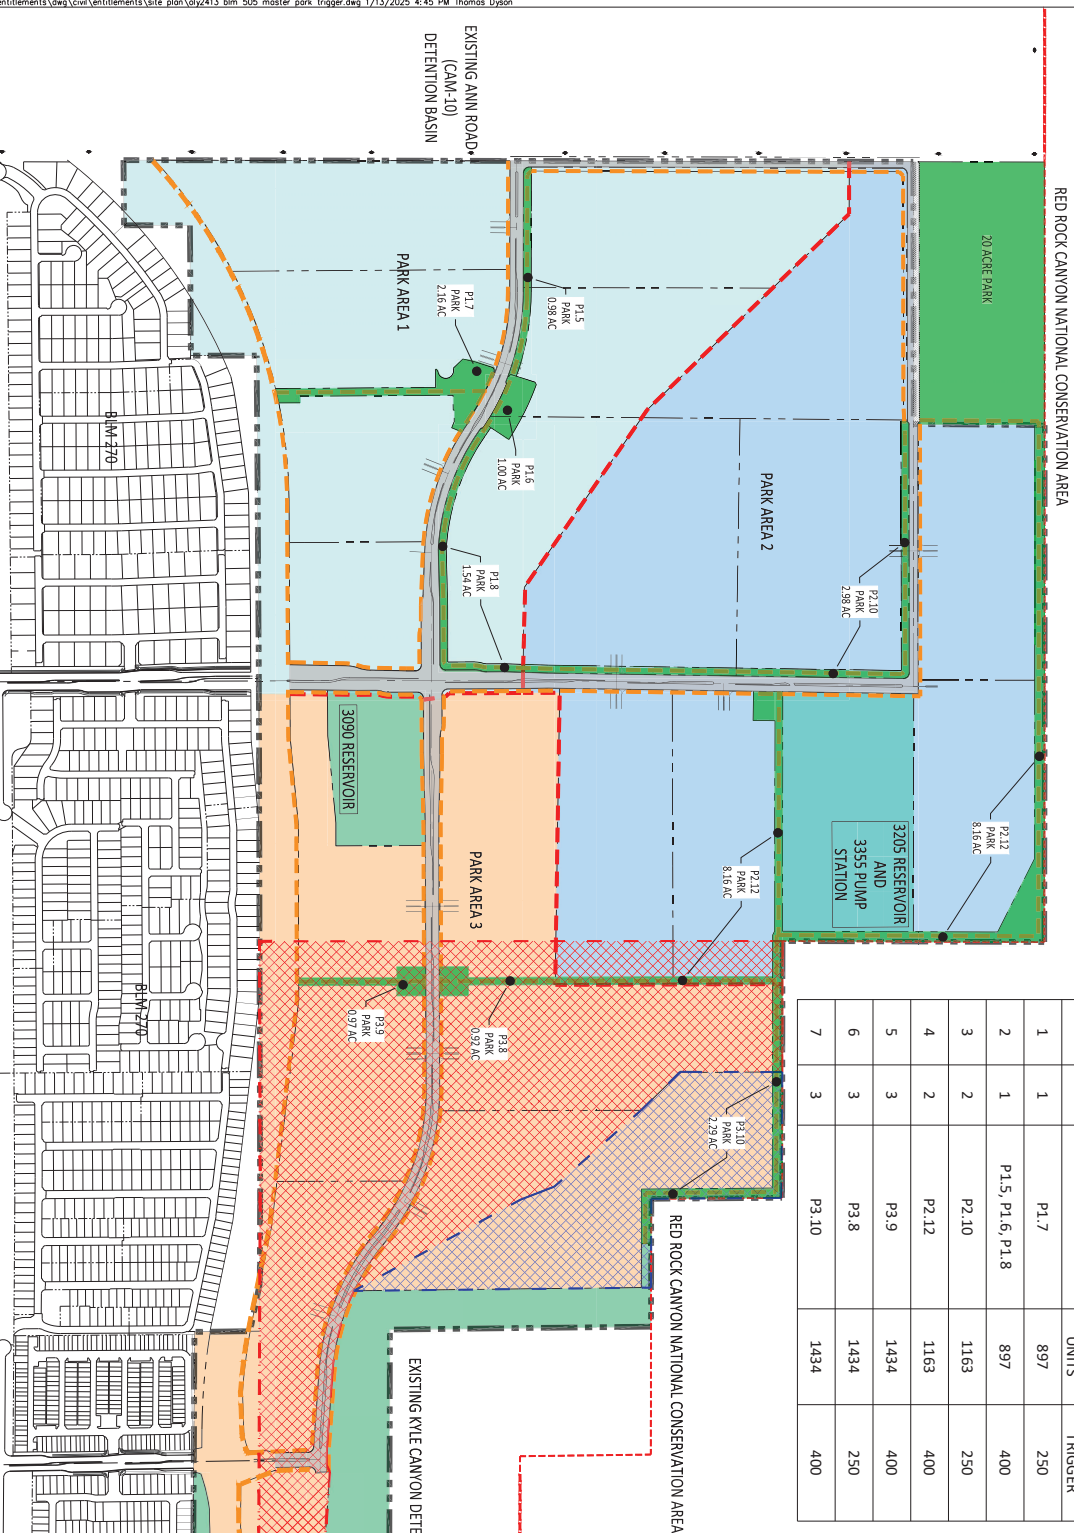 entitlements\dwg\civil\entitlements\site plan\oly2413 blm 505 master park trigger.dwg 1/13/2025 4:45 PM Thomas Dyson
EXISTING ANN ROAD
(CAM-10)
DETENTION BASIN
RED ROCK CANYON NATIONAL CONSERVATION AREA
20 ACRE PARK
PARK AREA 1
P1.7
PARK
2.16 AC
P1.5
PARK
0.98 AC
P1.6
PARK
1.00 AC
P1.8
PARK
1.54 AC
PARK AREA 2
P2.10
PARK
2.98 AC
BLM 270
3090 RESERVOIR
PARK AREA 3
3205 RESERVOIR
AND
3355 PUMP
STATION
P2.12
PARK
8.16 AC
P2.12
PARK
8.16 AC
P3.9
PARK
0.97 AC
P3.8
PARK
0.92 AC
P3.10
PARK
2.29 AC
BLM 270
RED ROCK CANYON NATIONAL CONSERVATION AREA
EXISTING KYLE CANYON DETE
UNITS TRIGGER
1 1 P1.7 897 250
2 1 P1.5, P1.6, P1.8 897 400
3 2 P2.10 1163 250
4 2 P2.12 1163 400
5 3 P3.9 1434 400
6 3 P3.8 1434 250
7 3 P3.10 1434 400